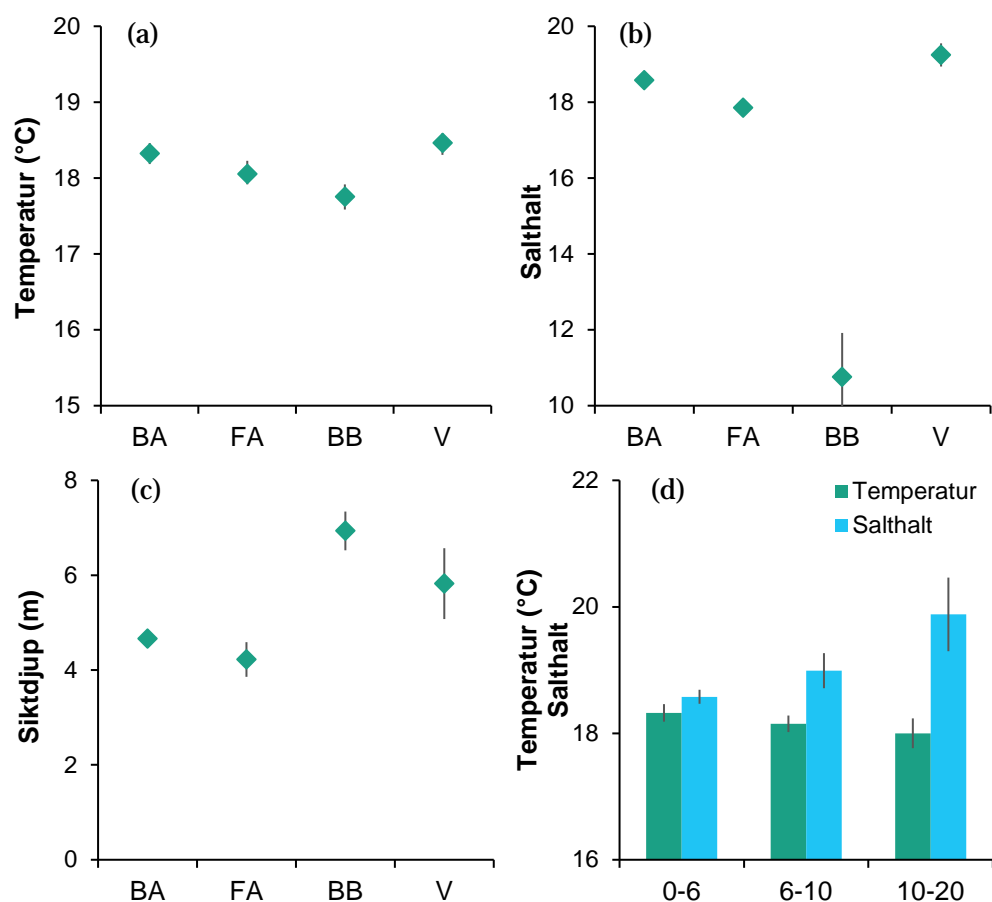 (a)
Temperatur (°C)
20
19
18
17
16
15
BA FA BB V
(b)
Salthalt
20
18
16
14
12
10
BA FA BB V
(c)
Siktdjup (m)
8
6
4
2
0
BA FA BB V
(d)
Temperatur
Salthalt
Temperatur (°C)
Salthalt
22
20
18
16
0-6 6-10 10-20